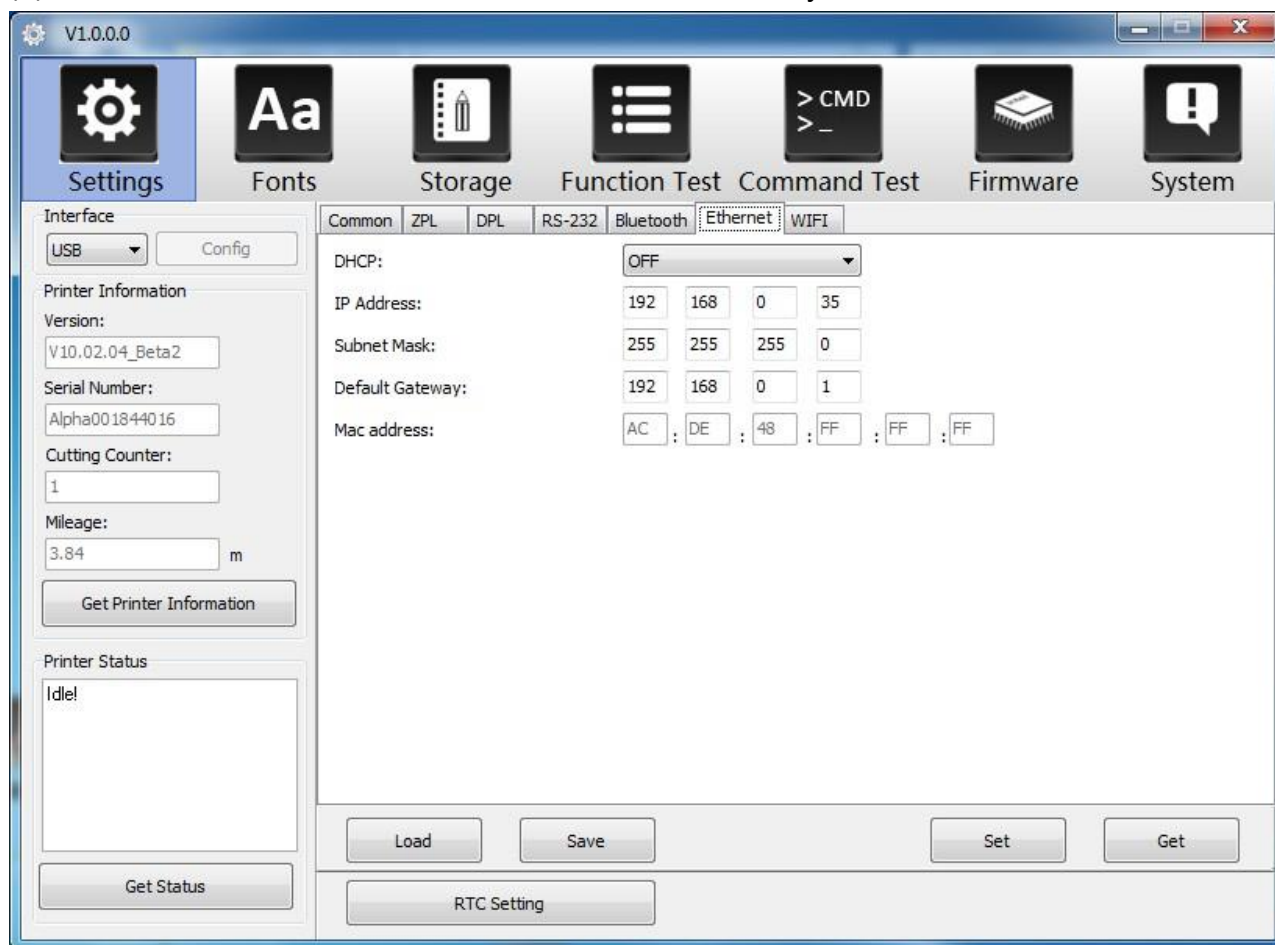 V1.0.0.0
Aa
> CMD
> _
Settings Fonts Storage Function Test Command Test Firmware System
Interface
USB Config
Printer Information
Version:
V10.02.04_Beta2
Serial Number:
Alpha001844016
Cutting Counter:
1
Mileage:
3.84 m
Get Printer Information
Printer Status
Idle!
Get Status
Common ZPL DPL RS-232 Bluetooth Ethernet WIFI
DHCP: OFF
IP Address: 192 168 0 35
Subnet Mask: 255 255 255 0
Default Gateway: 192 168 0 1
Mac address: AC : DE : 48 : FF : FF : FF
Load Save Set Get
RTC Setting